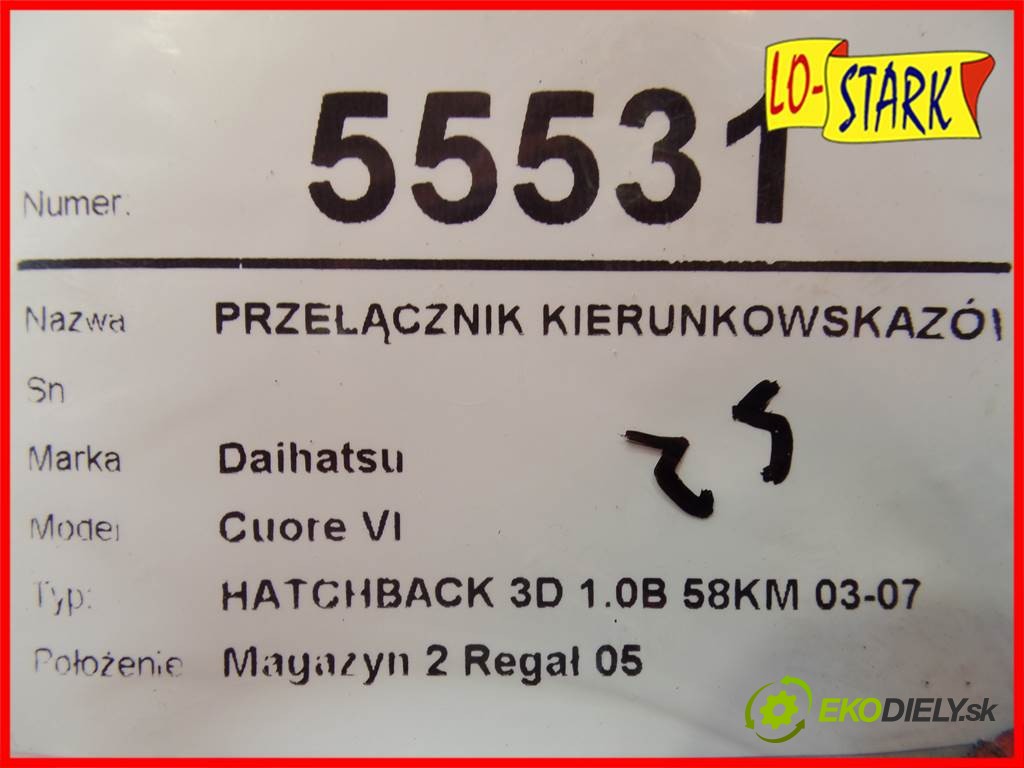 LO-STARK
Numer: 55531
Nazwa PRZEŁĄCZNIK KIERUNKOWSKAZÓ
Sn
Marka Daihatsu
Model Cuore VI
Typ: HATCHBACK 3D 1.0B 58KM 03-07
Położenie Magazyn 2 Regał 05
EKODIELY.sk